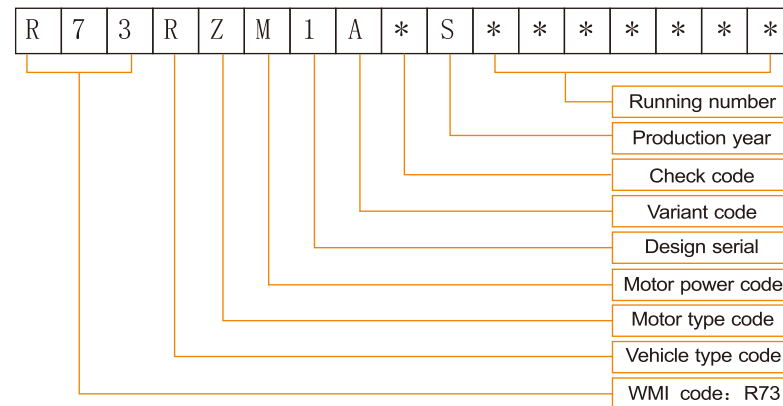 R 7 3 R Z M 1 A * S * * * * * * *
Running number
Production year
Check code
Variant code
Design serial
Motor power code
Motor type code
Vehicle type code
WMI code： R73